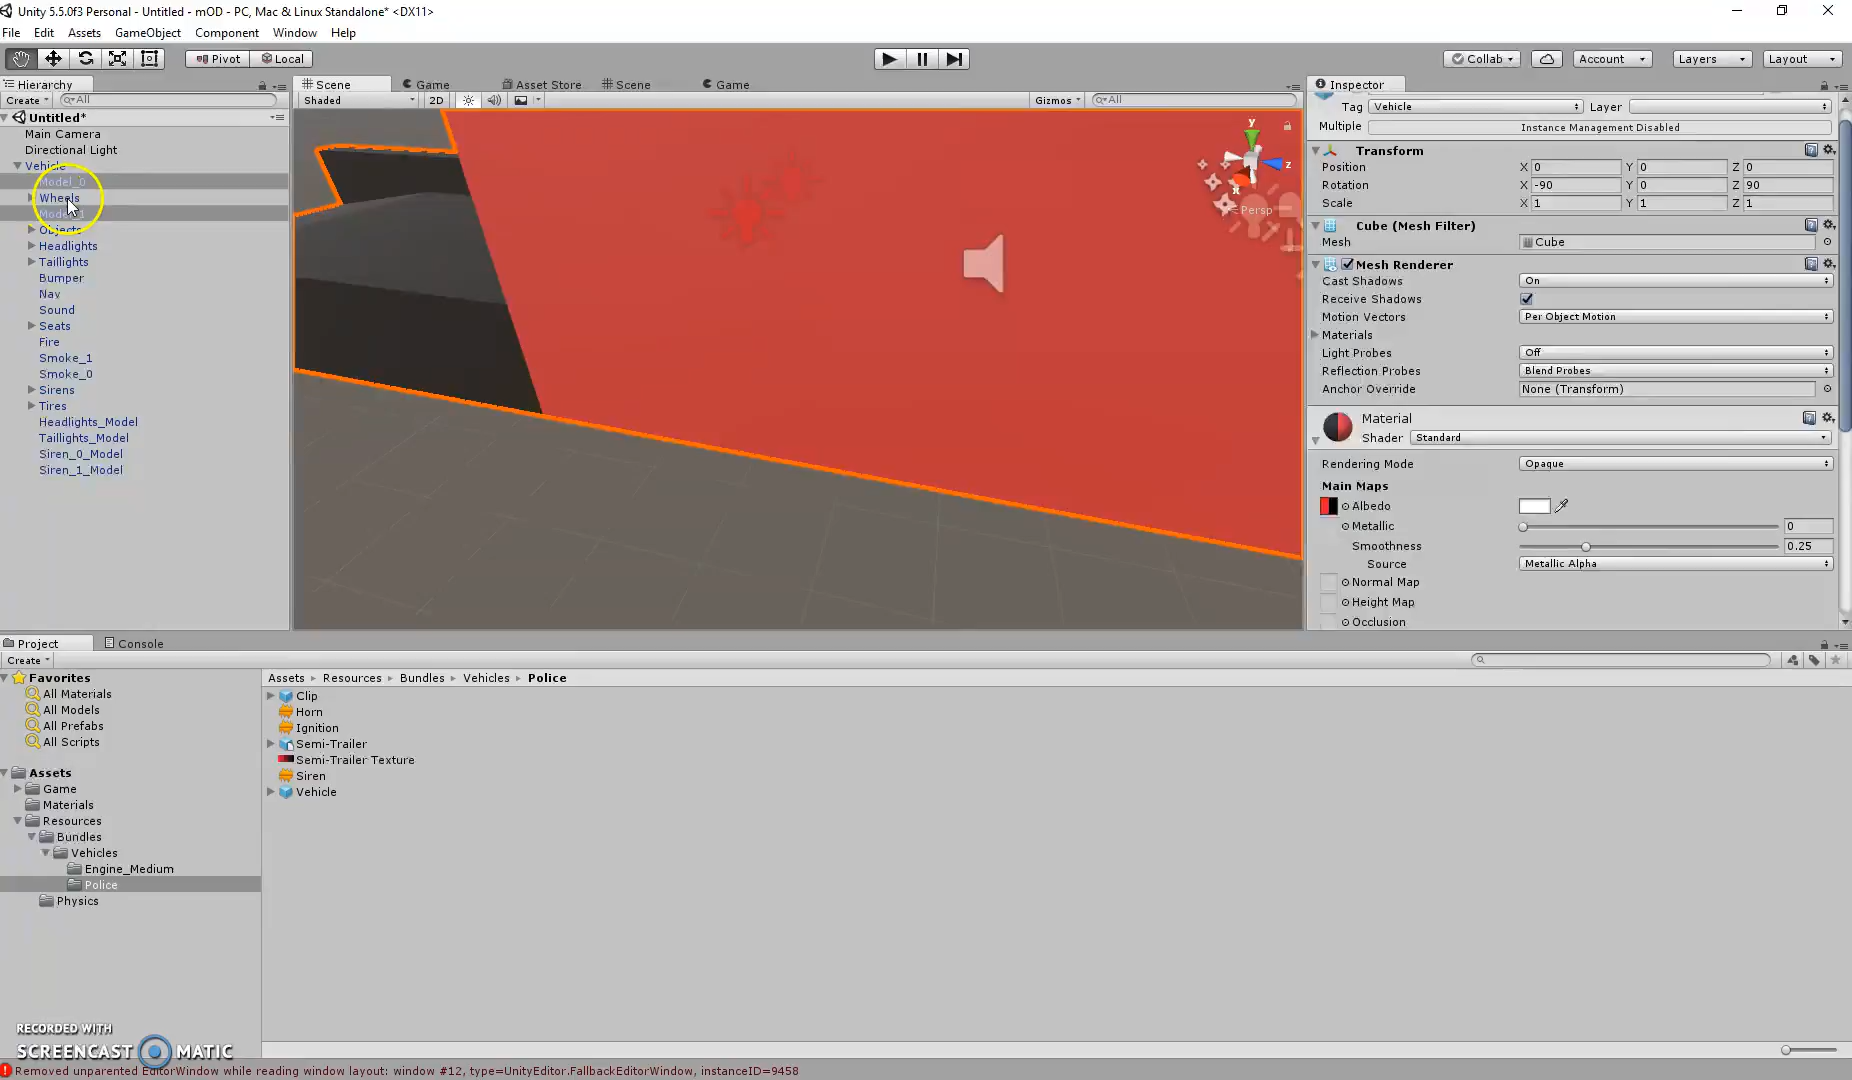 Unity 5.5.0f3 Personal - Untitled - mOD - PC, Mac & Linux Standalone* <DX11>
File Edit Assets GameObject Component Window Help
Pivot Local Collab Account Layers Layout
Hierarchy
Create All
Untitled*
Main Camera
Directional Light
Vehicle
Model_0
Wheels
Objects
Headlights
Taillights
Bumper
Nav
Sound
Seats
Fire
Smoke_1
Smoke_0
Sirens
Tires
Headlights_Model
Taillights_Model
Siren_0_Model
Siren_1_Model
Scene Game Asset Store Scene Game
Shaded 2D Gizmos All
y
z
x
Persp
Inspector
Tag Vehicle Layer
Multiple Instance Management Disabled
Transform
Position X 0 Y 0 Z 0
Rotation X -90 Y 0 Z 90
Scale X 1 Y 1 Z 1
Cube (Mesh Filter)
Mesh Cube
Mesh Renderer
Cast Shadows On
Receive Shadows
Motion Vectors Per Object Motion
Materials
Light Probes Off
Reflection Probes Blend Probes
Anchor Override None (Transform)
Material
Shader Standard
Rendering Mode Opaque
Main Maps
Albedo
Metallic 0
Smoothness 0.25
Source Metallic Alpha
Normal Map
Height Map
Occlusion
Project Console
Create
Favorites
All Materials
All Models
All Prefabs
All Scripts
Assets
Game
Materials
Resources
Bundles
Vehicles
Engine_Medium
Police
Physics
Assets Resources Bundles Vehicles Police
Clip
Horn
Ignition
Semi-Trailer
Semi-Trailer Texture
Siren
Vehicle
RECORDED WITH
SCREENCAST MATIC
Removed unparented EditorWindow while reading window layout: window #12, type=UnityEditor.FallbackEditorWindow, instanceID=9458